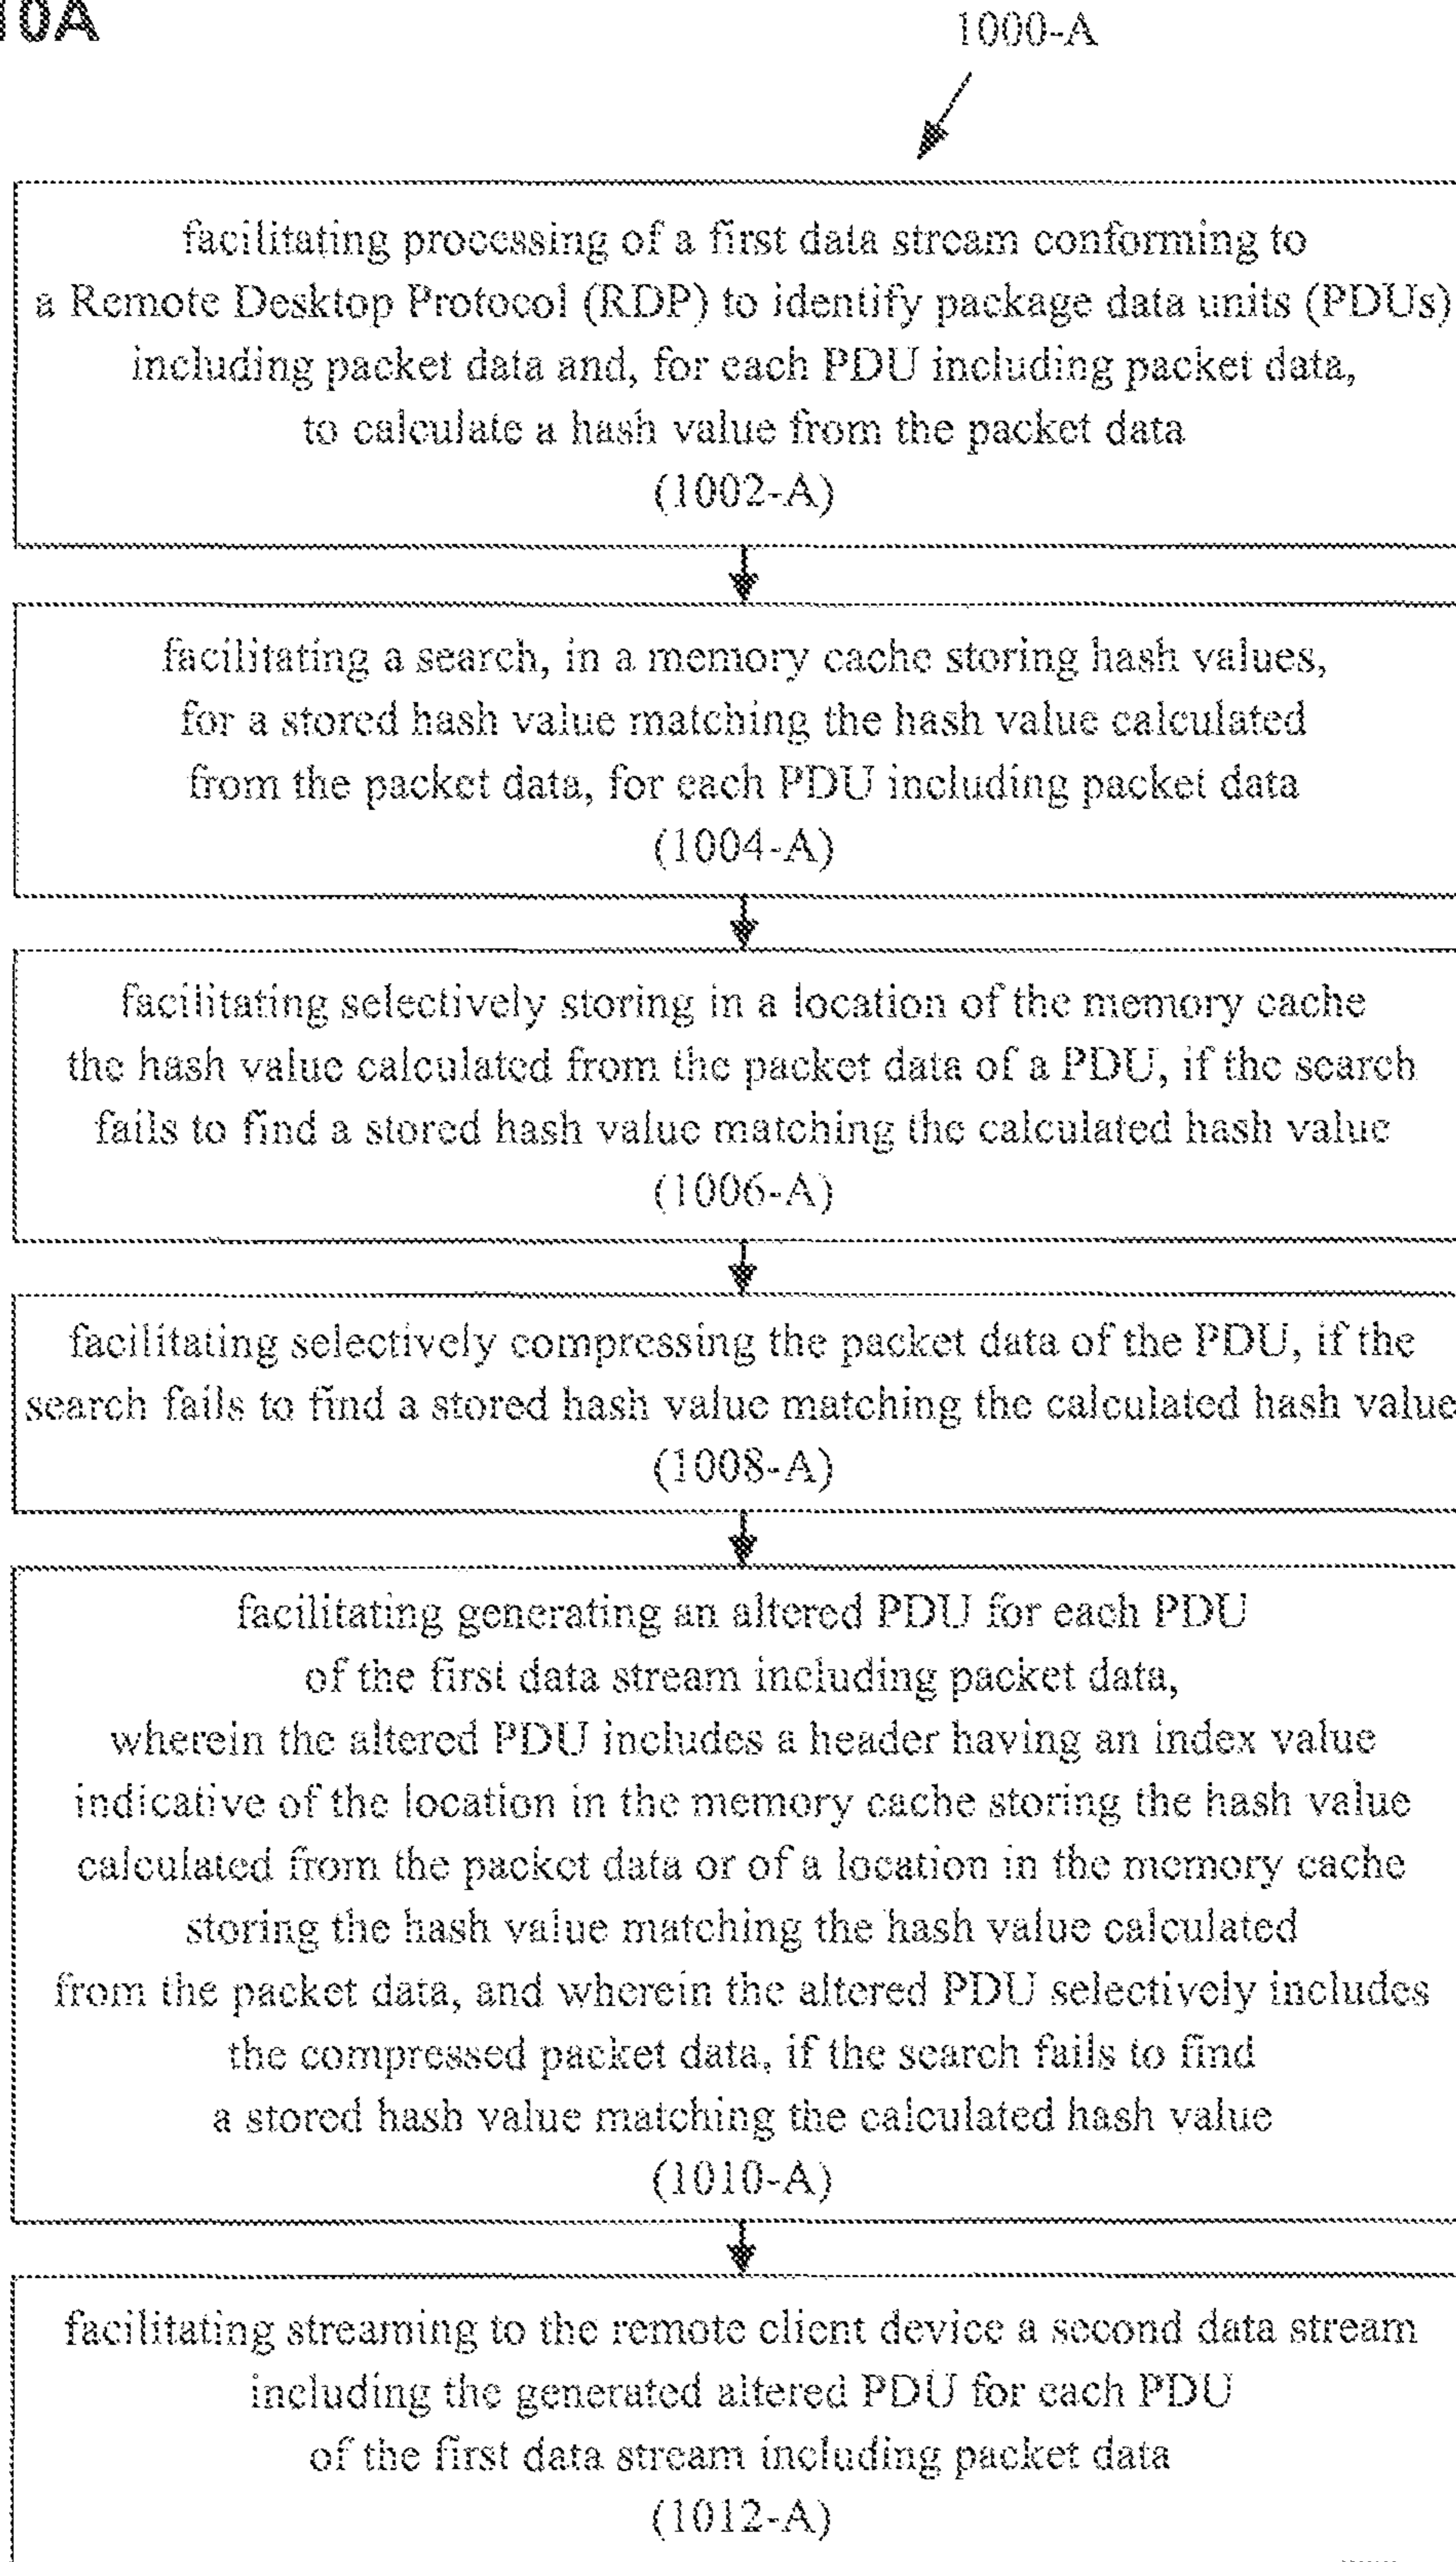 10A
1000-A
facilitating processing of a first data stream conforming to
a Remote Desktop Protocol (RDP) to identify package data units (PDUs)
including packet data and, for each PDU including packet data,
to calculate a hash value from the packet data
(1002-A)
facilitating a search, in a memory cache storing hash values,
for a stored hash value matching the hash value calculated
from the packet data, for each PDU including packet data
(1004-A)
facilitating selectively storing in a location of the memory cache
the hash value calculated from the packet data of a PDU, if the search
fails to find a stored hash value matching the calculated hash value
(1006-A)
facilitating selectively compressing the packet data of the PDU, if the
search fails to find a stored hash value matching the calculated hash value
(1008-A)
facilitating generating an altered PDU for each PDU
of the first data stream including packet data,
wherein the altered PDU includes a header having an index value
indicative of the location in the memory cache storing the hash value
calculated from the packet data or of a location in the memory cache
storing the hash value matching the hash value calculated
from the packet data, and wherein the altered PDU selectively includes
the compressed packet data, if the search fails to find
a stored hash value matching the calculated hash value
(1010-A)
facilitating streaming to the remote client device a second data stream
including the generated altered PDU for each PDU
of the first data stream including packet data
(1012-A)